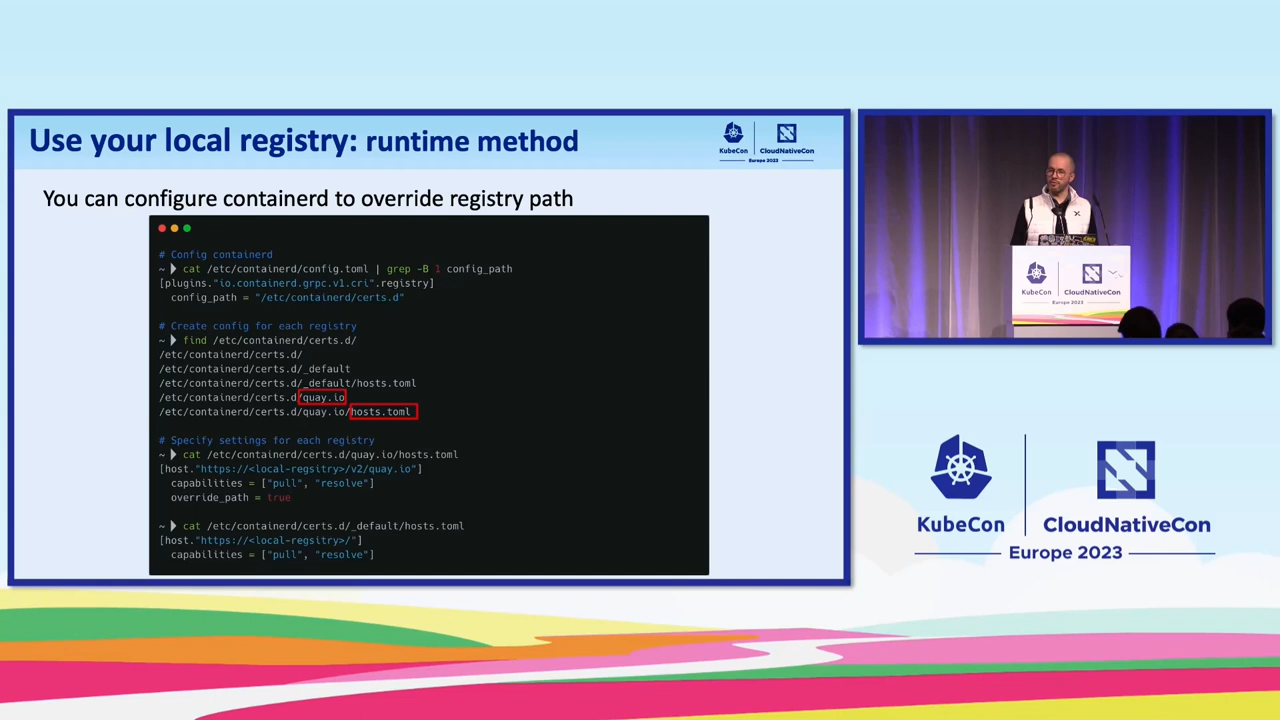 Use your local registry: runtime method
KubeCon
CloudNativeCon
Europe 2023
You can configure containerd to override registry path
# Config containerd
~ ❯ cat /etc/containerd/config.toml | grep -B 1 config_path
[plugins."io.containerd.grpc.v1.cri".registry]
  config_path = "/etc/containerd/certs.d"
# Create config for each registry
~ ❯ find /etc/containerd/certs.d/
/etc/containerd/certs.d/
/etc/containerd/certs.d/_default
/etc/containerd/certs.d/_default/hosts.toml
/etc/containerd/certs.d/quay.io
/etc/containerd/certs.d/quay.io/hosts.toml
# Specify settings for each registry
~ ❯ cat /etc/containerd/certs.d/quay.io/hosts.toml
[host."https://<local-regsitry>/v2/quay.io"]
  capabilities = ["pull", "resolve"]
  override_path = true
~ ❯ cat /etc/containerd/certs.d/_default/hosts.toml
[host."https://<local-regsitry>/"]
  capabilities = ["pull", "resolve"]
KubeCon
CloudNativeCon
Europe 2023
KubeCon
CloudNativeCon
Europe 2023